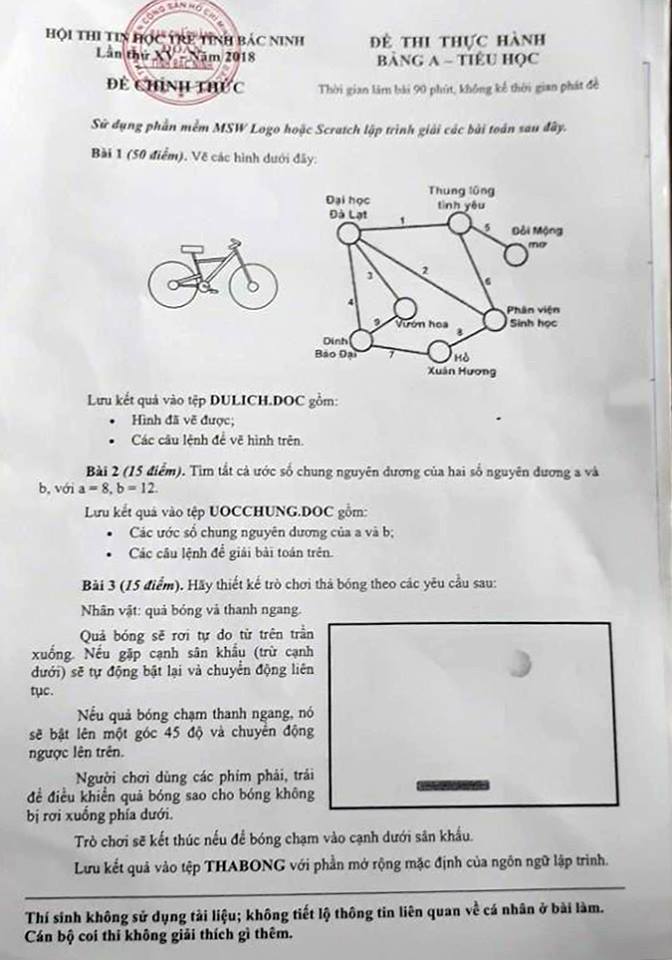 HỘI THI TIN HỌC TRẺ TỈNH BẮC NINH
Lần thứ XV – Năm 2018
ĐỀ CHÍNH THỨC
ĐỀ THI THỰC HÀNH
BẢNG A – TIỂU HỌC
Thời gian làm bài 90 phút, không kể thời gian phát đề
Sử dụng phần mềm MSW Logo hoặc Scratch lập trình giải các bài toán sau đây.
Bài 1 (50 điểm). Vẽ các hình dưới đây:
Đại học
Đà Lạt
Thung lũng
tình yêu
Đồi Mộng
mơ
1
5
3
2
6
4
Phân viện
Sinh học
9
Vườn hoa
8
Dinh
Bảo Đại
7
Hồ
Xuân Hương
Lưu kết quả vào tệp DULICH.DOC gồm:
• Hình đã vẽ được;
• Các câu lệnh để vẽ hình trên.
Bài 2 (15 điểm). Tìm tất cả ước số chung nguyên dương của hai số nguyên dương a và
b, với a = 8, b = 12.
Lưu kết quả vào tệp UOCCHUNG.DOC gồm:
• Các ước số chung nguyên dương của a và b;
• Các câu lệnh để giải bài toán trên.
Bài 3 (15 điểm). Hãy thiết kế trò chơi thả bóng theo các yêu cầu sau:
Nhân vật: quả bóng và thanh ngang.
Quả bóng sẽ rơi tự do từ trên trần
xuống. Nếu gặp cạnh sân khấu (trừ cạnh
dưới) sẽ tự động bật lại và chuyển động liên
tục.
Nếu quả bóng chạm thanh ngang, nó
sẽ bật lên một góc 45 độ và chuyển động
ngược lên trên.
Người chơi dùng các phím phải, trái
để điều khiển quả bóng sao cho bóng không
bị rơi xuống phía dưới.
Trò chơi sẽ kết thúc nếu để bóng chạm vào cạnh dưới sân khấu.
Lưu kết quả vào tệp THABONG với phần mở rộng mặc định của ngôn ngữ lập trình.
Thí sinh không sử dụng tài liệu; không tiết lộ thông tin liên quan về cá nhân ở bài làm.
Cán bộ coi thi không giải thích gì thêm.